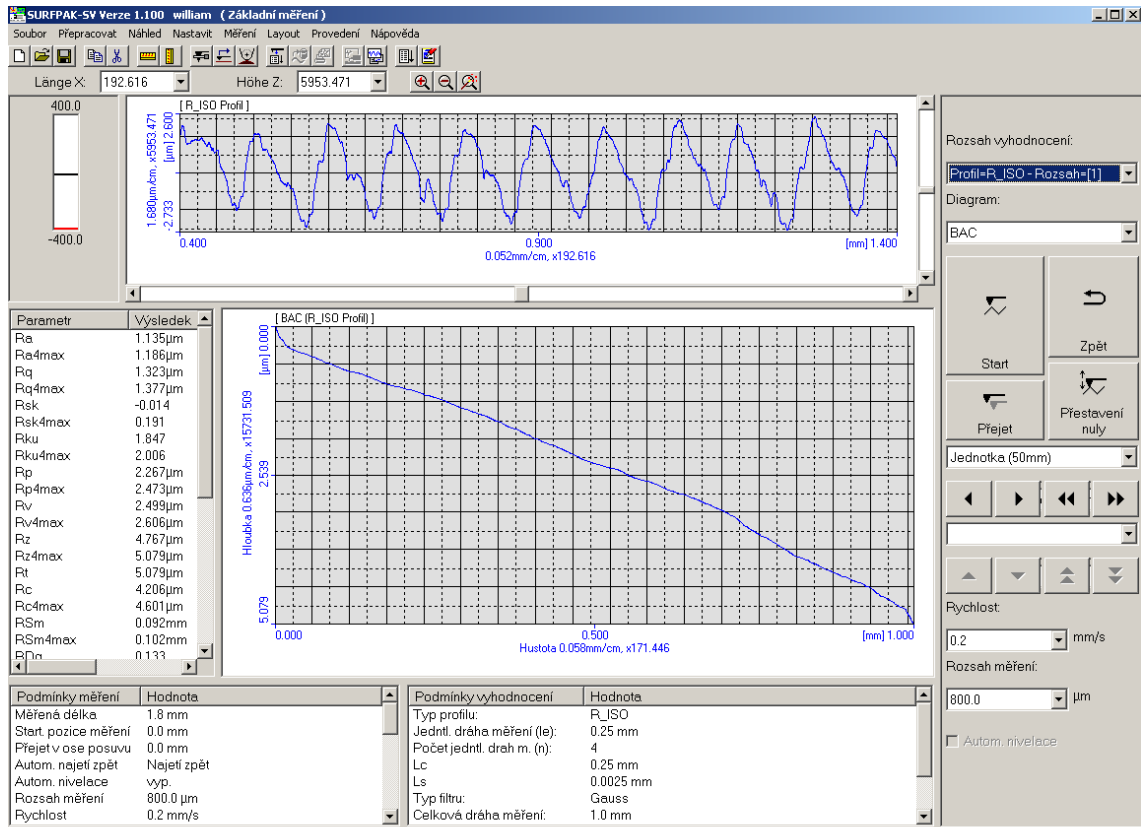 SURFPAK-SV Verze 1.100 william ( Základní měření )
Soubor Přepracovat Náhled Nastavit Měření Layout Provedení Nápověda
Länge X: 192.616 Höhe Z: 5953.471
400.0
-400.0
[ R_ISO Profil ]
1.680µm/cm, x5953.471
[µm] 2.600
-2.733
0.400 0.900 [mm] 1.400
0.052mm/cm, x192.616
Parametr Výsledek
Ra 1.135µm
Ra4max 1.186µm
Rq 1.323µm
Rq4max 1.377µm
Rsk -0.014
Rsk4max 0.191
Rku 1.847
Rku4max 2.006
Rp 2.267µm
Rp4max 2.473µm
Rv 2.499µm
Rv4max 2.606µm
Rz 4.767µm
Rz4max 5.079µm
Rt 5.079µm
Rc 4.206µm
Rc4max 4.601µm
RSm 0.092mm
RSm4max 0.102mm
RDq 0.133
[ BAC (R_ISO Profil) ]
[µm] 0.000
Hloubka 0.636µm/cm, x15731.509
2.539
5.079
0.000 0.500 [mm] 1.000
Hustota 0.058mm/cm, x171.446
Podmínky měření Hodnota
Měřená délka 1.8 mm
Start. pozice měření 0.0 mm
Přejet v ose posuvu 0.0 mm
Autom. najetí zpět Najetí zpět
Autom. nivelace vyp.
Rozsah měření 800.0 µm
Rychlost 0.2 mm/s
Podmínky vyhodnocení Hodnota
Typ profilu: R_ISO
Jedntl. dráha měření (le): 0.25 mm
Počet jedntl. drah m. (n): 4
Lc 0.25 mm
Ls 0.0025 mm
Typ filtru: Gauss
Celková dráha měření: 1.0 mm
Rozsah vyhodnocení:
Profil=R_ISO - Rozsah=[1]
Diagram:
BAC
Start
Zpět
Přejet
Přestavení
nuly
Jednotka (50mm)
Rychlost:
0.2 mm/s
Rozsah měření:
800.0 µm
Autom. nivelace